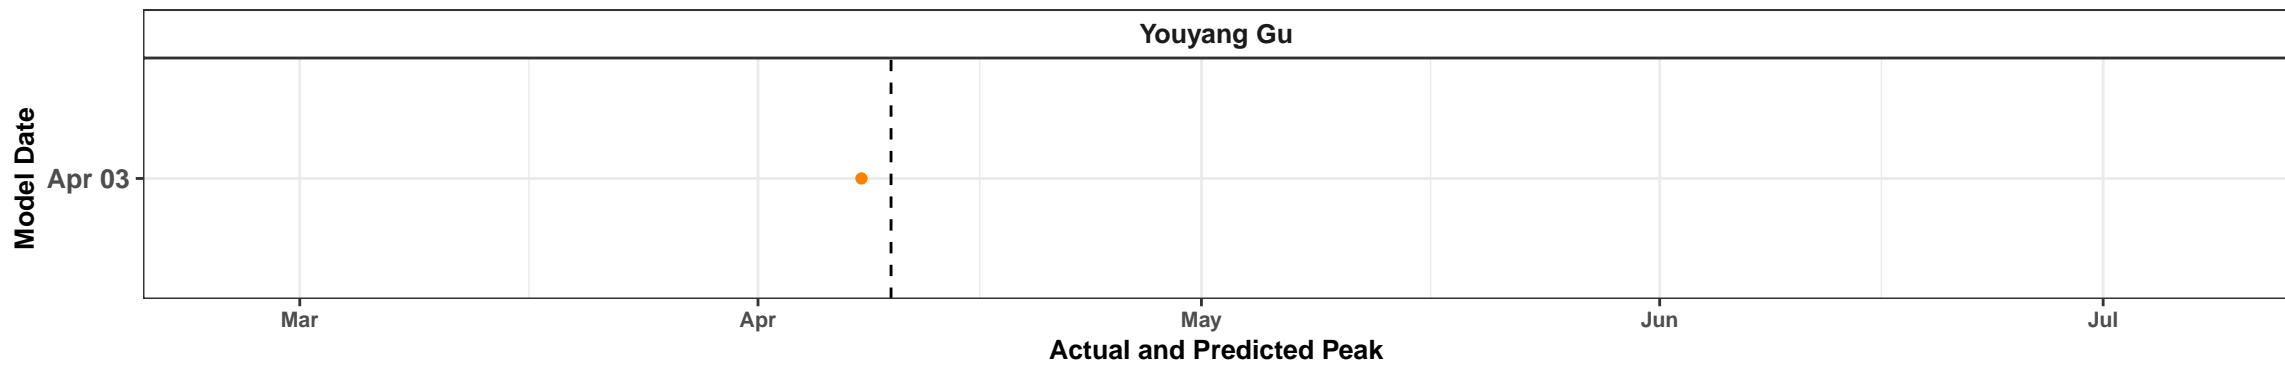 Youyang Gu
Model Date
Apr 03
Mar Apr May Jun Jul
Actual and Predicted Peak